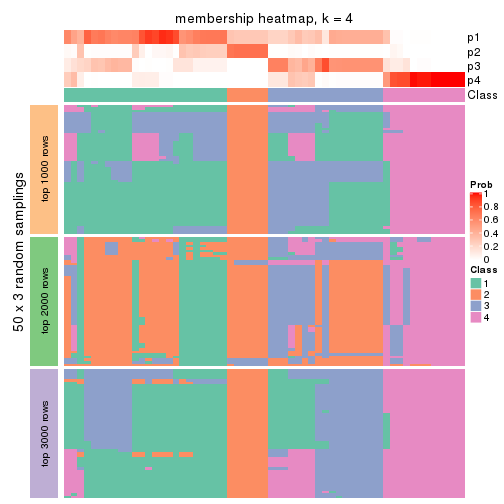 membership heatmap, k = 4
p1
p2
p3
p4
Class
50 x 3 random samplings
top 1000 rows
top 2000 rows
top 3000 rows
Prob
1
0.8
0.6
0.4
0.2
0
Class
1
2
3
4